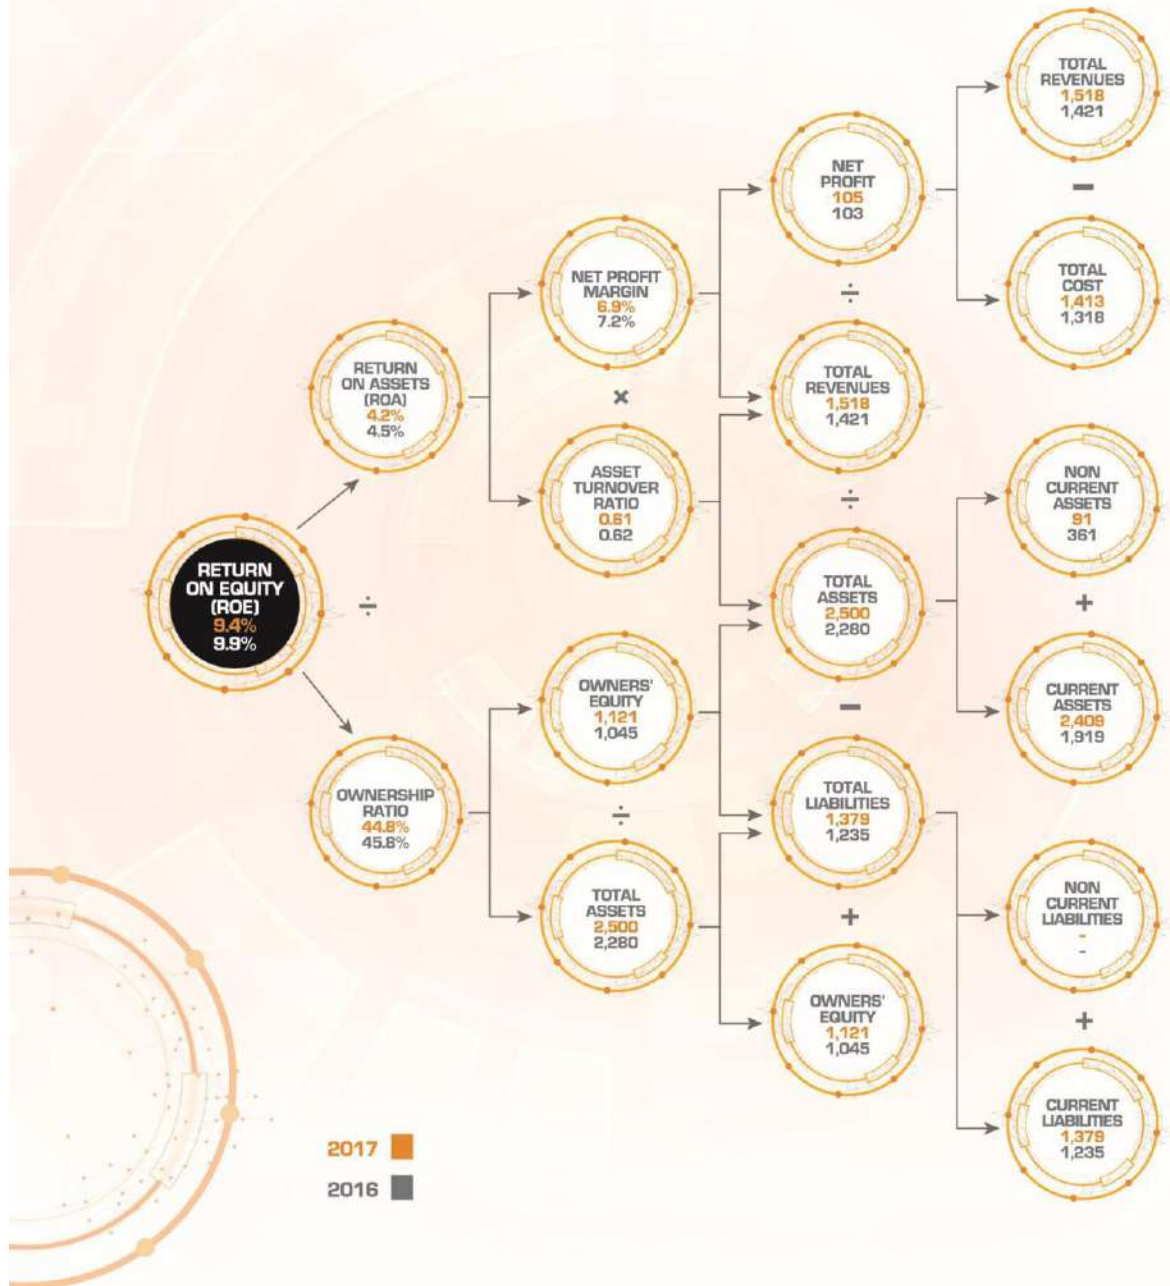 TOTAL
REVENUES
1,518
1,421
−
TOTAL
COST
1,413
1,318
NET
PROFIT
105
103
÷
NET PROFIT
MARGIN
6.9%
7.2%
×
RETURN
ON ASSETS
(ROA)
4.2%
4.5%
TOTAL
REVENUES
1,518
1,421
÷
ASSET
TURNOVER
RATIO
0.61
0.62
NON
CURRENT
ASSETS
91
361
+
RETURN
ON EQUITY
(ROE)
9.4%
9.9%
÷
TOTAL
ASSETS
2,500
2,280
−
OWNERS'
EQUITY
1,121
1,045
÷
CURRENT
ASSETS
2,409
1,919
OWNERSHIP
RATIO
44.8%
45.8%
TOTAL
LIABILITIES
1,379
1,235
+
TOTAL
ASSETS
2,500
2,280
NON
CURRENT
LIABILITIES
-
-
+
OWNERS'
EQUITY
1,121
1,045
CURRENT
LIABILITIES
1,379
1,235
2017
2016